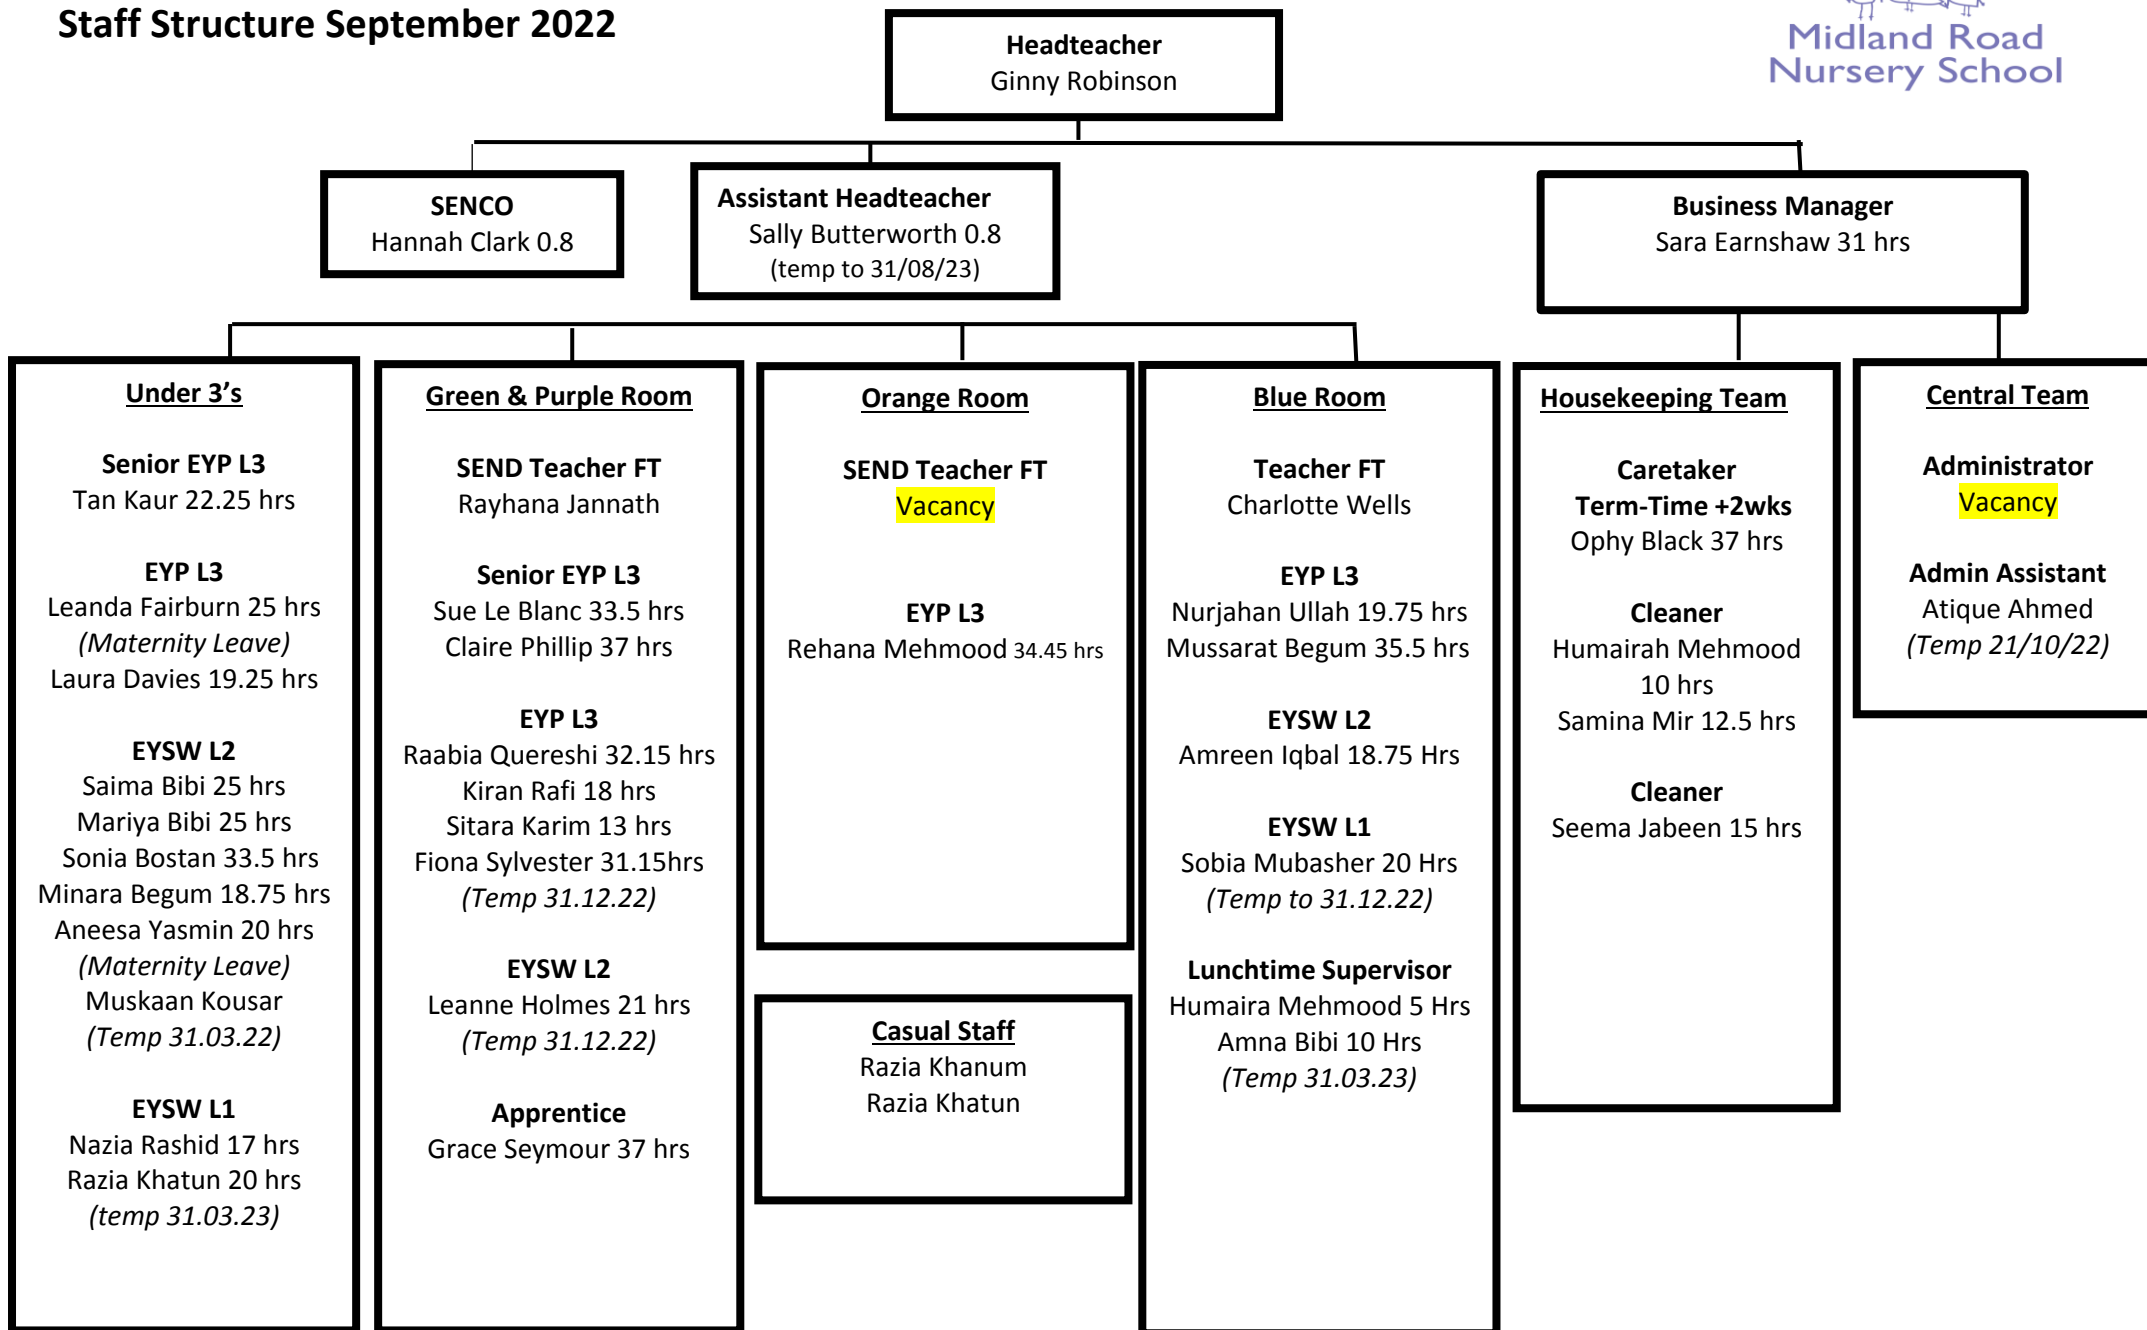 Staff Structure September 2022
Midland Road
Nursery School
Headteacher
Ginny Robinson
SENCO
Hannah Clark 0.8
Assistant Headteacher
Sally Butterworth 0.8
(temp to 31/08/23)
Business Manager
Sara Earnshaw 31 hrs
Under 3’s
Senior EYP L3
Tan Kaur 22.25 hrs
EYP L3
Leanda Fairburn 25 hrs
(Maternity Leave)
Laura Davies 19.25 hrs
EYSW L2
Saima Bibi 25 hrs
Mariya Bibi 25 hrs
Sonia Bostan 33.5 hrs
Minara Begum 18.75 hrs
Aneesa Yasmin 20 hrs
(Maternity Leave)
Muskaan Kousar
(Temp 31.03.22)
EYSW L1
Nazia Rashid 17 hrs
Razia Khatun 20 hrs
(temp 31.03.23)
Green & Purple Room
SEND Teacher FT
Rayhana Jannath
Senior EYP L3
Sue Le Blanc 33.5 hrs
Claire Phillip 37 hrs
EYP L3
Raabia Quereshi 32.15 hrs
Kiran Rafi 18 hrs
Sitara Karim 13 hrs
Fiona Sylvester 31.15hrs
(Temp 31.12.22)
EYSW L2
Leanne Holmes 21 hrs
(Temp 31.12.22)
Apprentice
Grace Seymour 37 hrs
Orange Room
SEND Teacher FT
Vacancy
EYP L3
Rehana Mehmood 34.45 hrs
Casual Staff
Razia Khanum
Razia Khatun
Blue Room
Teacher FT
Charlotte Wells
EYP L3
Nurjahan Ullah 19.75 hrs
Mussarat Begum 35.5 hrs
EYSW L2
Amreen Iqbal 18.75 Hrs
EYSW L1
Sobia Mubasher 20 Hrs
(Temp to 31.12.22)
Lunchtime Supervisor
Humaira Mehmood 5 Hrs
Amna Bibi 10 Hrs
(Temp 31.03.23)
Housekeeping Team
Caretaker
Term-Time +2wks
Ophy Black 37 hrs
Cleaner
Humairah Mehmood
10 hrs
Samina Mir 12.5 hrs
Cleaner
Seema Jabeen 15 hrs
Central Team
Administrator
Vacancy
Admin Assistant
Atique Ahmed
(Temp 21/10/22)